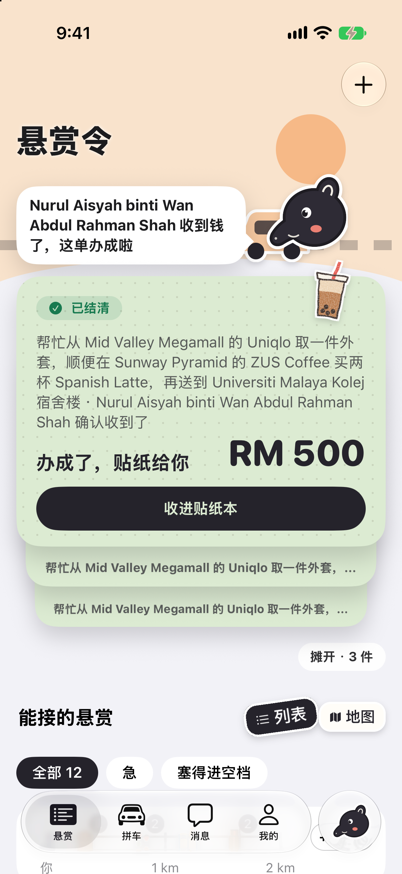 9:41
悬赏令
Nurul Aisyah binti Wan
Abdul Rahman Shah 收到钱
了，这单办成啦
已结清
帮忙从 Mid Valley Megamall 的 Uniqlo 取一件外
套，顺便在 Sunway Pyramid 的 ZUS Coffee 买两
杯 Spanish Latte，再送到 Universiti Malaya Kolej
宿舍楼 · Nurul Aisyah binti Wan Abdul Rahman
Shah 确认收到了
办成了，贴纸给你
RM 500
收进贴纸本
帮忙从 Mid Valley Megamall 的 Uniqlo 取一件外套，...
帮忙从 Mid Valley Megamall 的 Uniqlo 取一件外套，...
摊开 · 3 件
能接的悬赏
列表
地图
全部 12
急
塞得进空档
悬赏
拼车
消息
我的
你
1 km
2 km